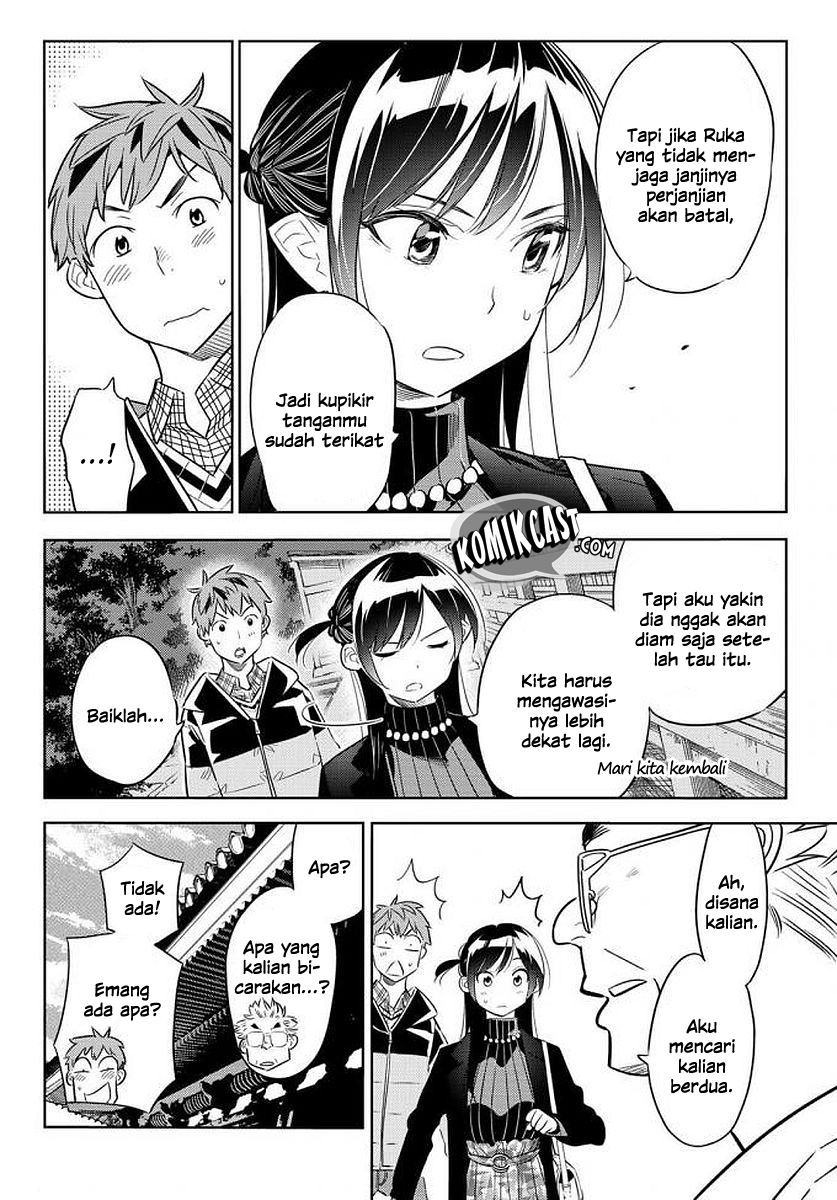 Tapi jika Ruka
yang tidak men-
jaga janjinya
perjanjian
akan batal,
Jadi kupikir
tanganmu
sudah terikat
...!
KOMIKCAST
.COM
Tapi aku yakin
dia nggak akan
diam saja sete-
lah tau itu.
Kita harus
mengawasi-
nya lebih
dekat lagi.
Mari kita kembali
Baiklah...
Ah,
disana
kalian.
Aku
mencari
kalian
berdua.
Apa?
Apa yang
kalian bi-
carakan...?
Tidak
ada!
Emang
ada apa?